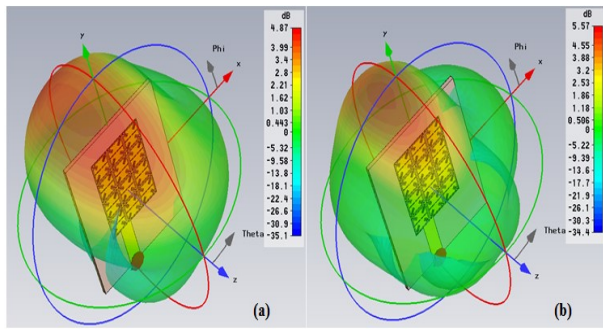 dB
4.87
3.99
3.4
2.8
2.21
1.62
1.03
0.443
0
-5.32
-9.58
-13.8
-18.1
-22.4
-26.6
-30.9
-35.1
y
Phi
x
Theta
z
(a)
dB
5.57
4.55
3.88
3.2
2.53
1.86
1.18
0.506
0
-5.22
-9.39
-13.6
-17.7
-21.9
-26.1
-30.3
-34.4
y
Phi
x
Theta
z
(b)